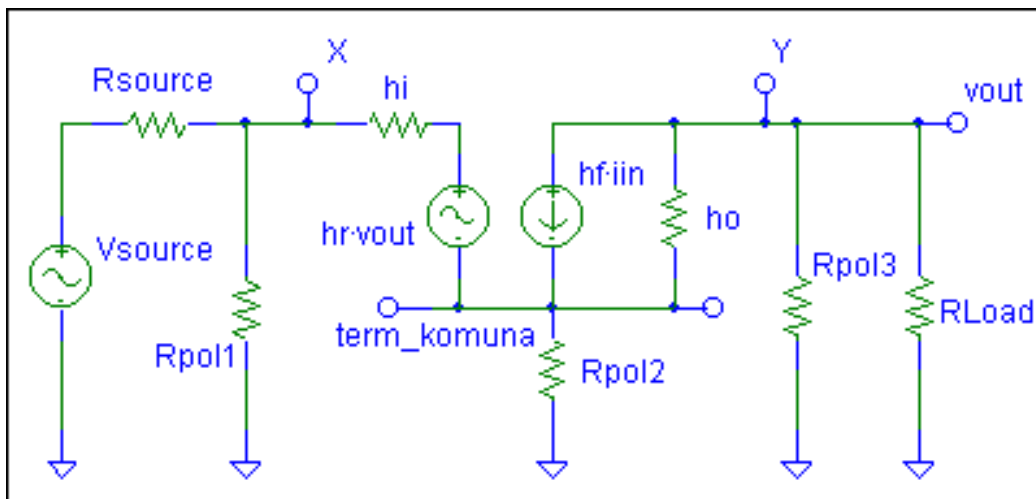 X
Y
Rsource
hi
vout
hf·iin
Vsource
hr·vout
ho
Rpol3
RLoad
term_komuna
Rpol1
Rpol2